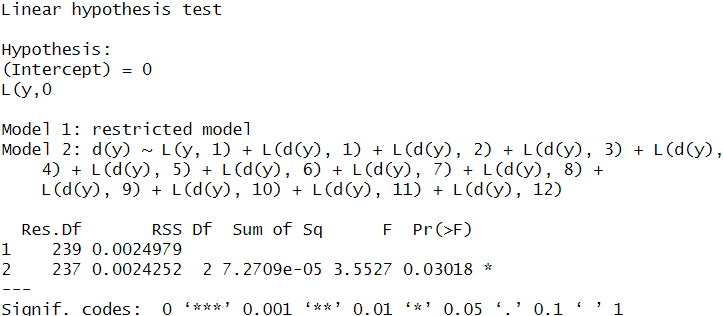 Linear hypothesis test
Hypothesis:
(Intercept) = 0
L(y,0
Model 1: restricted model
Model 2: d(y) ~ L(y, 1) + L(d(y), 1) + L(d(y), 2) + L(d(y), 3) + L(d(y),
4) + L(d(y), 5) + L(d(y), 6) + L(d(y), 7) + L(d(y), 8) +
L(d(y), 9) + L(d(y), 10) + L(d(y), 11) + L(d(y), 12)
Res.Df RSS Df Sum of Sq F Pr(>F)
1 239 0.0024979
2 237 0.0024252 2 7.2709e-05 3.5527 0.03018 *
---
Signif. codes: 0 ‘***’ 0.001 ‘**’ 0.01 ‘*’ 0.05 ‘.’ 0.1 ‘ ’ 1